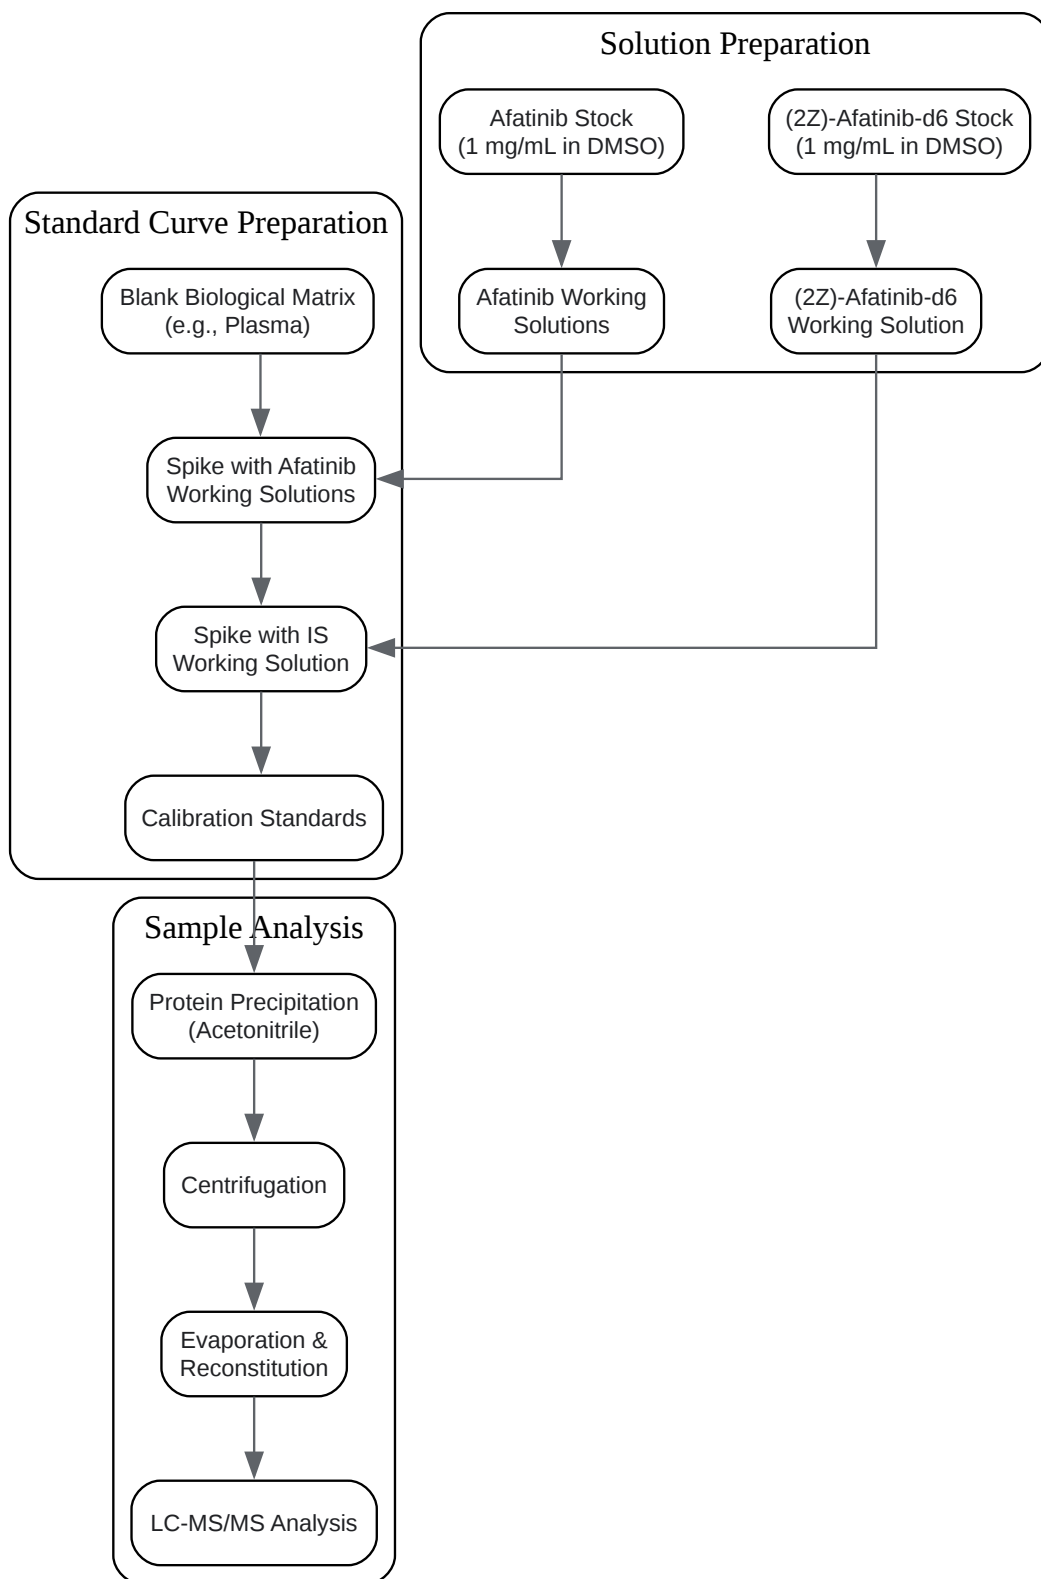 Solution Preparation
Afatinib Stock
(1 mg/mL in DMSO)
(2Z)-Afatinib-d6 Stock
(1 mg/mL in DMSO)
Afatinib Working
Solutions
(2Z)-Afatinib-d6
Working Solution
Standard Curve Preparation
Blank Biological Matrix
(e.g., Plasma)
Spike with Afatinib
Working Solutions
Spike with IS
Working Solution
Calibration Standards
Sample Analysis
Protein Precipitation
(Acetonitrile)
Centrifugation
Evaporation &
Reconstitution
LC-MS/MS Analysis